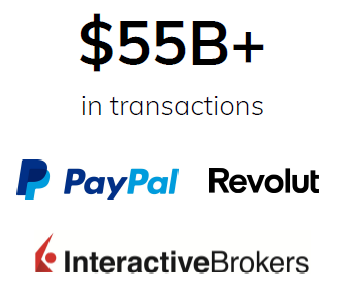 $55B+
in transactions
PayPal Revolut
InteractiveBrokers